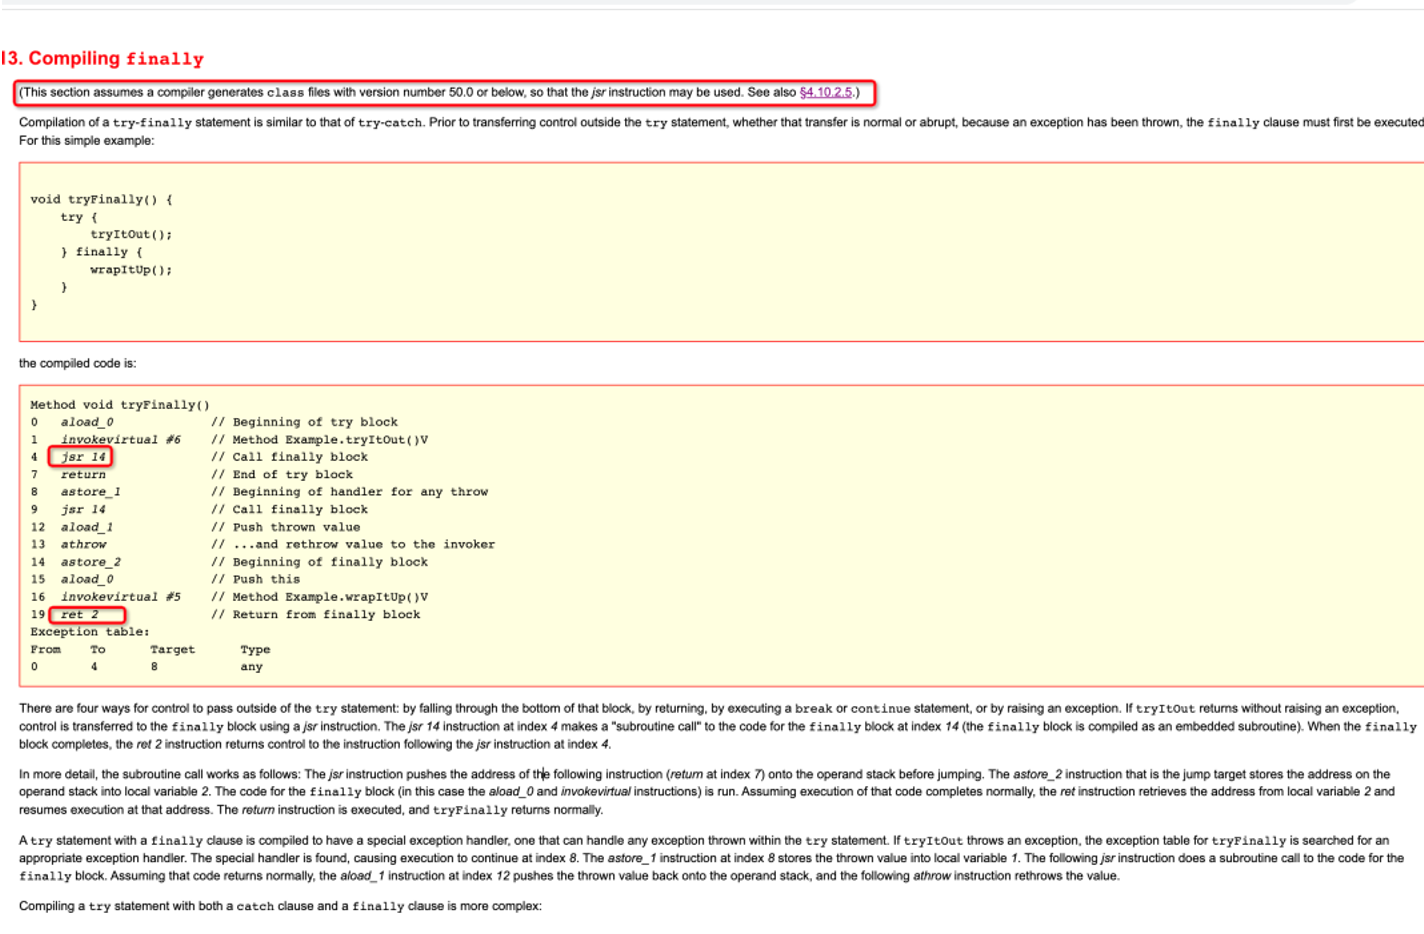 13. Compiling finally
(This section assumes a compiler generates class files with version number 50.0 or below, so that the jsr instruction may be used. See also §4.10.2.5.)
Compilation of a try-finally statement is similar to that of try-catch. Prior to transferring control outside the try statement, whether that transfer is normal or abrupt, because an exception has been thrown, the finally clause must first be executed
For this simple example:
void tryFinally() {
    try {
        tryItOut();
    } finally {
        wrapItUp();
    }
}
the compiled code is:
Method void tryFinally()
0   aload_0             // Beginning of try block
1   invokevirtual #6    // Method Example.tryItOut()V
4   jsr 14              // Call finally block
7   return              // End of try block
8   astore_1            // Beginning of handler for any throw
9   jsr 14              // Call finally block
12  aload_1             // Push thrown value
13  athrow              // ...and rethrow value to the invoker
14  astore_2            // Beginning of finally block
15  aload_0             // Push this
16  invokevirtual #5    // Method Example.wrapItUp()V
19  ret 2               // Return from finally block
Exception table:
From    To      Target      Type
0       4       8           any
There are four ways for control to pass outside of the try statement: by falling through the bottom of that block, by returning, by executing a break or continue statement, or by raising an exception. If tryItOut returns without raising an exception,
control is transferred to the finally block using a jsr instruction. The jsr 14 instruction at index 4 makes a "subroutine call" to the code for the finally block at index 14 (the finally block is compiled as an embedded subroutine). When the finally
block completes, the ret 2 instruction returns control to the instruction following the jsr instruction at index 4.
In more detail, the subroutine call works as follows: The jsr instruction pushes the address of the following instruction (return at index 7) onto the operand stack before jumping. The astore_2 instruction that is the jump target stores the address on the
operand stack into local variable 2. The code for the finally block (in this case the aload_0 and invokevirtual instructions) is run. Assuming execution of that code completes normally, the ret instruction retrieves the address from local variable 2 and
resumes execution at that address. The return instruction is executed, and tryFinally returns normally.
A try statement with a finally clause is compiled to have a special exception handler, one that can handle any exception thrown within the try statement. If tryItOut throws an exception, the exception table for tryFinally is searched for an
appropriate exception handler. The special handler is found, causing execution to continue at index 8. The astore_1 instruction at index 8 stores the thrown value into local variable 1. The following jsr instruction does a subroutine call to the code for the
finally block. Assuming that code returns normally, the aload_1 instruction at index 12 pushes the thrown value back onto the operand stack, and the following athrow instruction rethrows the value.
Compiling a try statement with both a catch clause and a finally clause is more complex: